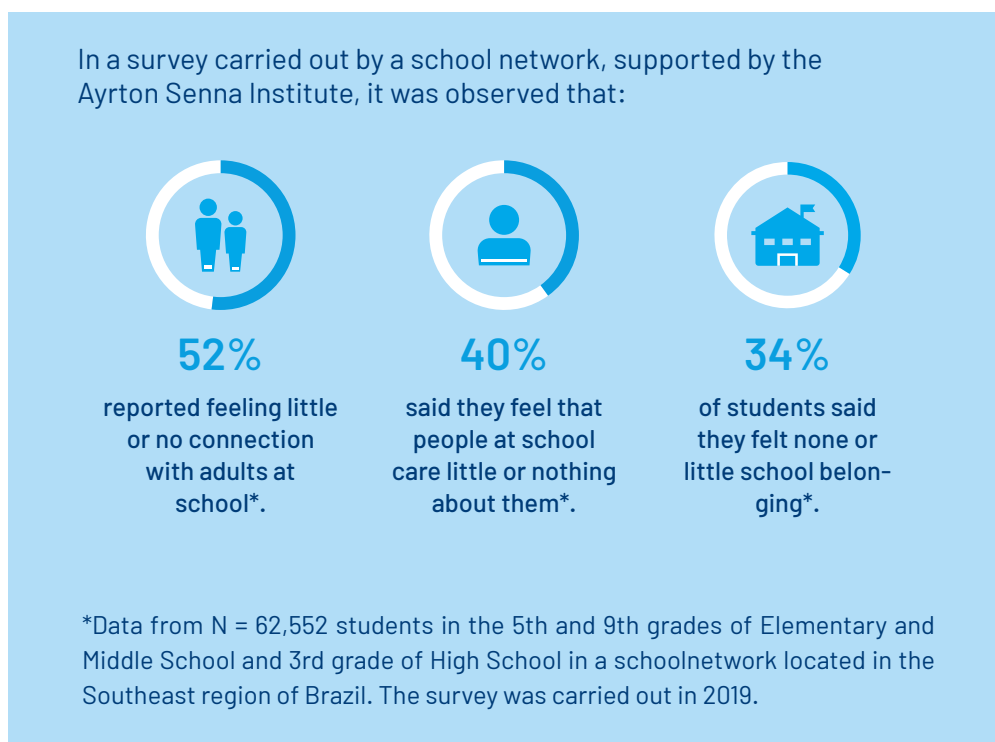 In a survey carried out by a school network, supported by the
Ayrton Senna Institute, it was observed that:
52%
reported feeling little
or no connection
with adults at
school*.
40%
said they feel that
people at school
care little or nothing
about them*.
34%
of students said
they felt none or
little school belon-
ging*.
*Data from N = 62,552 students in the 5th and 9th grades of Elementary and
Middle School and 3rd grade of High School in a schoolnetwork located in the
Southeast region of Brazil. The survey was carried out in 2019.